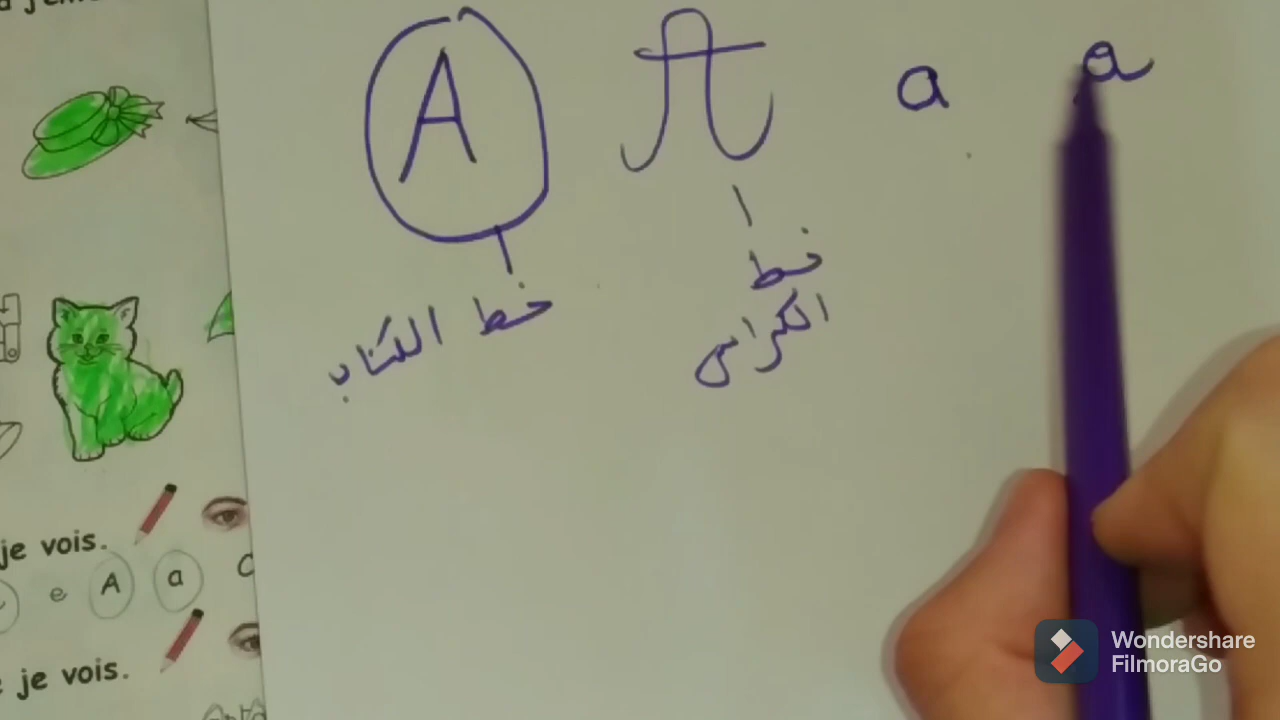 A A a a
خط الكتاب
خط
الكراس
je vois.
e A a
je vois.
Wondershare
FilmoraGo